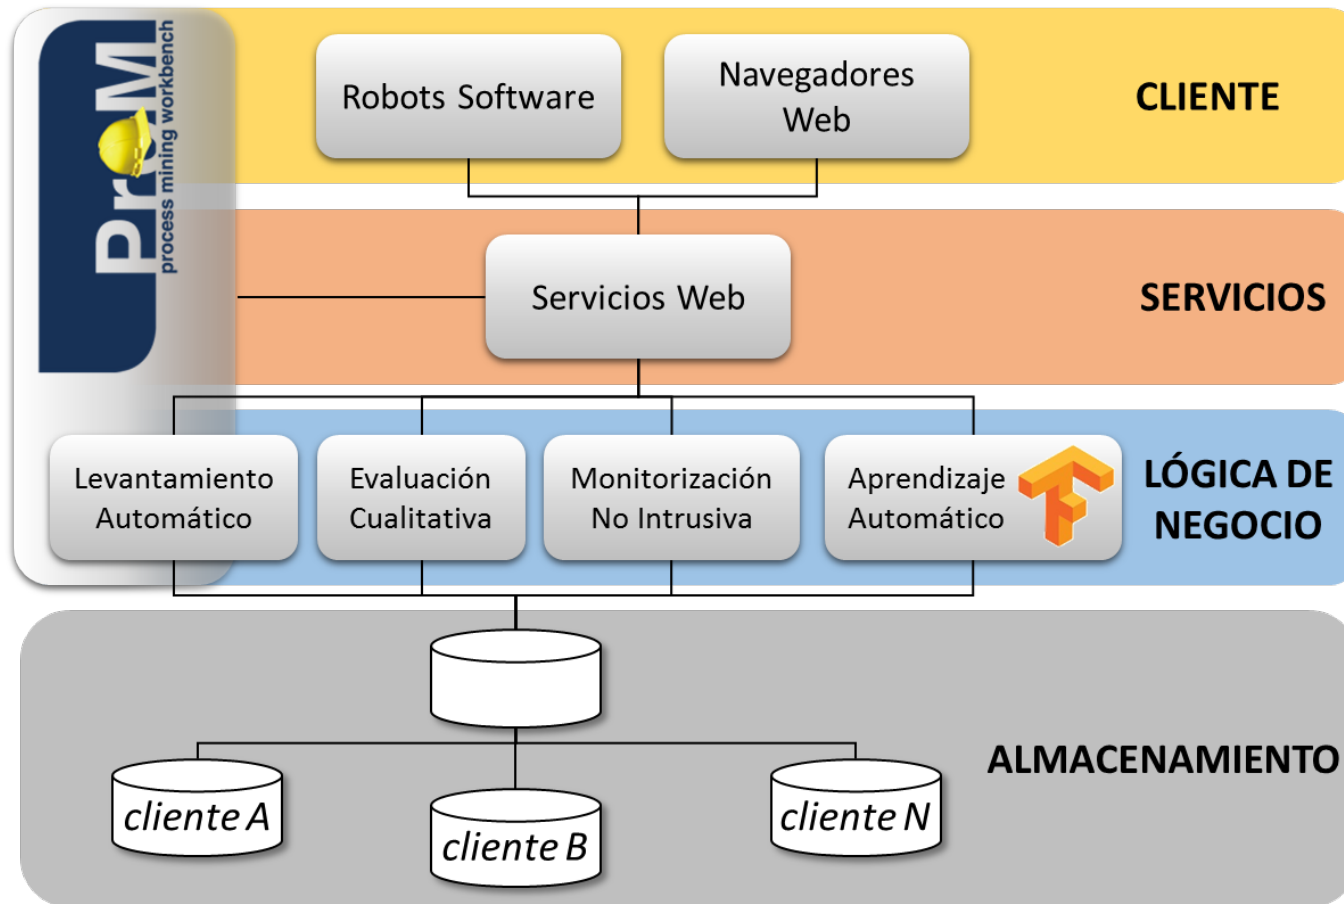 ProM
process mining workbench
Robots Software
Navegadores
Web
CLIENTE
Servicios Web
SERVICIOS
Levantamiento
Automático
Evaluación
Cualitativa
Monitorización
No Intrusiva
Aprendizaje
Automático
LÓGICA DE
NEGOCIO
ALMACENAMIENTO
cliente A
cliente B
cliente N